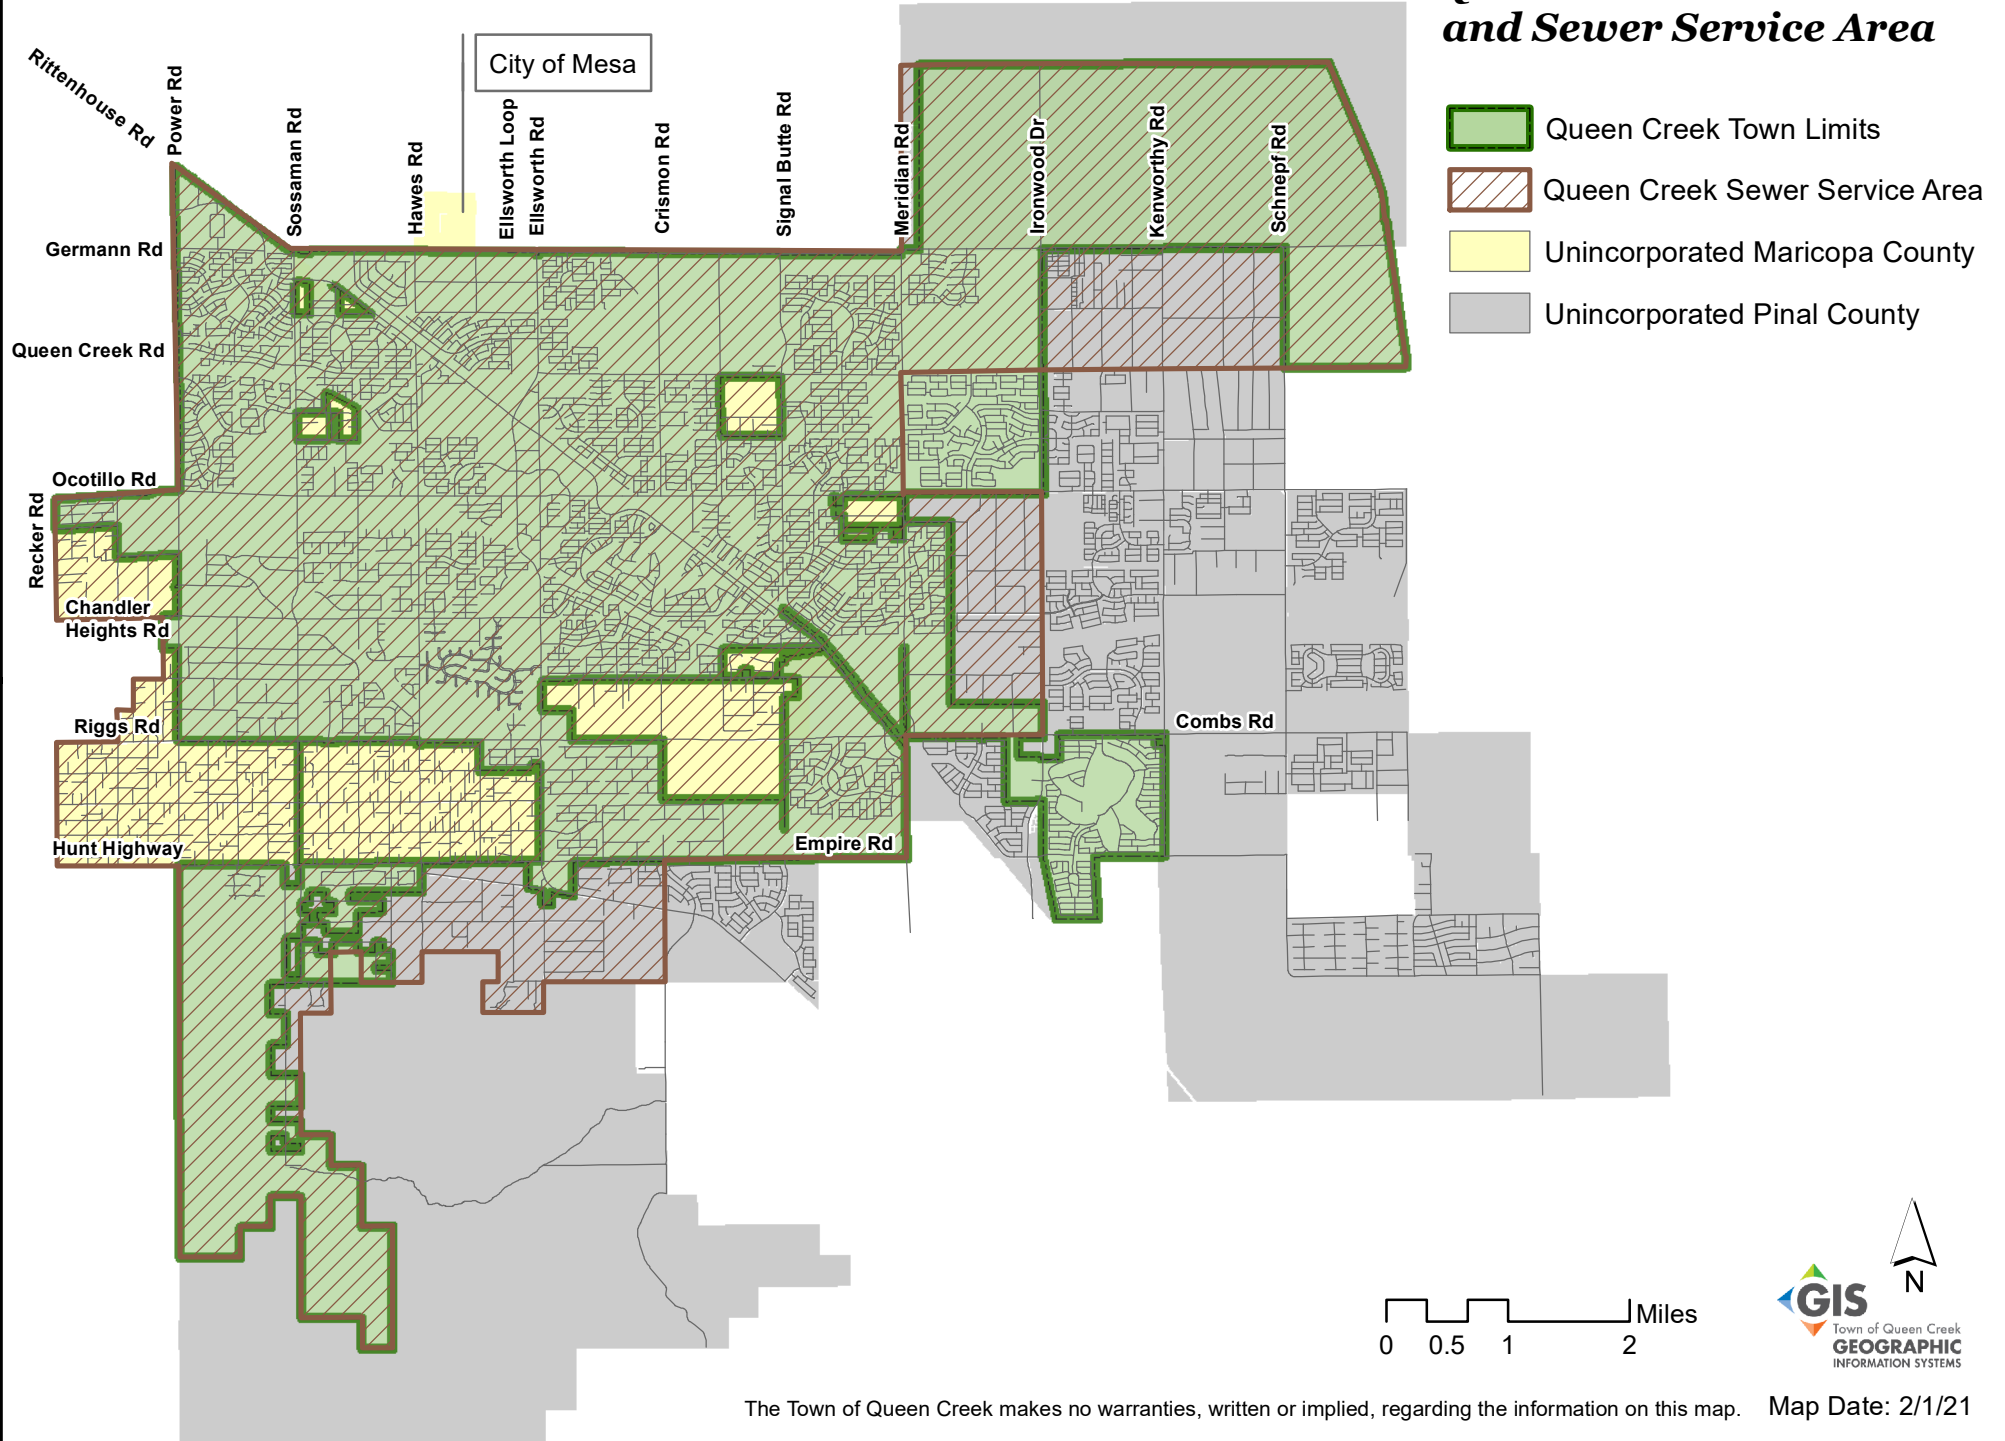 and Sewer Service Area
Queen Creek Town Limits
Queen Creek Sewer Service Area
Unincorporated Maricopa County
Unincorporated Pinal County
City of Mesa
Rittenhouse Rd
Power Rd
Sossaman Rd
Hawes Rd
Ellsworth Loop
Ellsworth Rd
Crismon Rd
Signal Butte Rd
Meridian Rd
Ironwood Dr
Kenworthy Rd
Schnepf Rd
Germann Rd
Queen Creek Rd
Ocotillo Rd
Recker Rd
Chandler
Heights Rd
Riggs Rd
Combs Rd
Hunt Highway
Empire Rd
Miles
0 0.5 1 2
N
GIS
Town of Queen Creek
GEOGRAPHIC
INFORMATION SYSTEMS
The Town of Queen Creek makes no warranties, written or implied, regarding the information on this map.
Map Date: 2/1/21